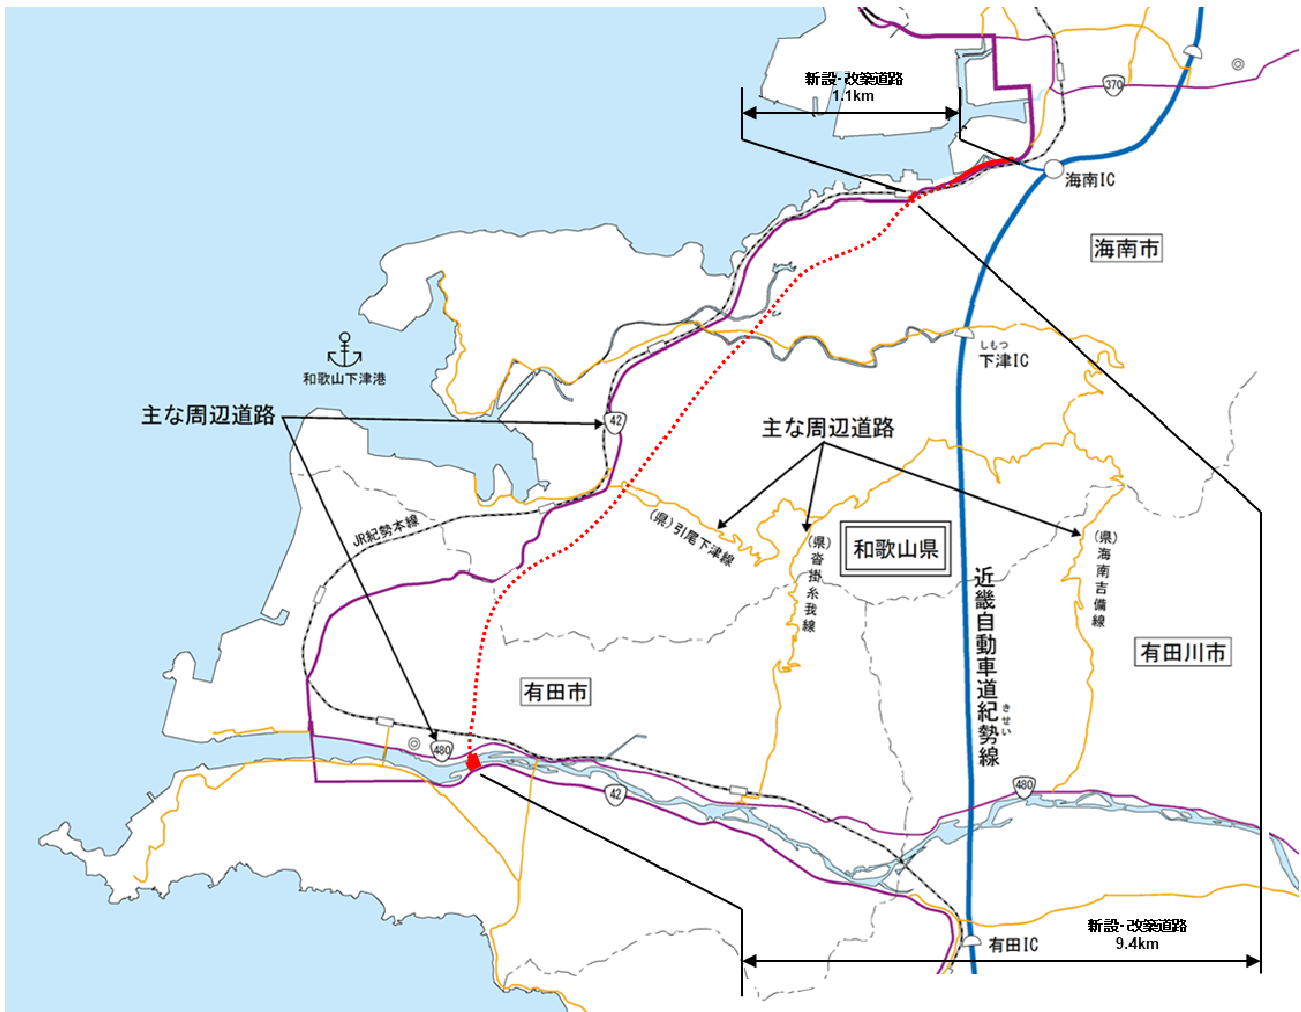 新設・改築道路
1.1km
370
海南IC
海南市
しもつ
下津IC
和歌山下津港
主な周辺道路
42
主な周辺道路
JR紀勢本線
(県)引尾下津線
(県)沓掛糸我線
和歌山県
(県)海南吉備線
近畿自動車道紀勢線
きせい
有田川市
有田市
480
42
480
新設・改築道路
9.4km
有田IC